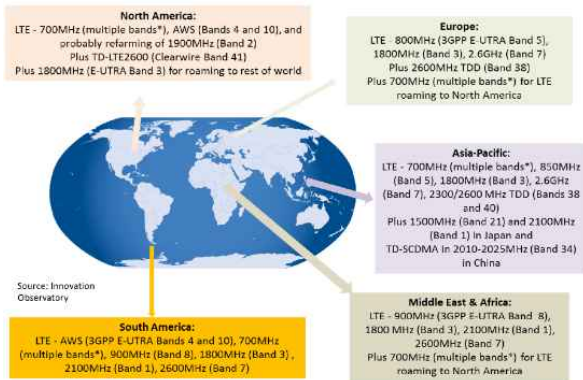 North America:
LTE - 700MHz (multiple bands*), AWS (Bands 4 and 10), and
probably refarming of 1900MHz (Band 2)
Plus TD-LTE2600 (Clearwire Band 41)
Plus 1800MHz (E-UTRA Band 3) for roaming to rest of world
Europe:
LTE - 800MHz (3GPP E-UTRA Band 5),
1800MHz (Band 3), 2.6GHz (Band 7)
Plus 2600MHz TDD (Band 38)
Plus 700MHz (multiple bands*) for LTE
roaming to North America
Asia-Pacific:
LTE - 700MHz (multiple bands*), 850MHz
(Band 5), 1800MHz (Band 3), 2.6GHz
(Band 7), 2300/2600 MHz TDD (Bands 38
and 40)
Plus 1500MHz (Band 21) and 2100MHz
(Band 1) in Japan and
TD-SCDMA in 2010-2025MHz (Band 34)
in China
Source: Innovation
Observatory
South America:
LTE - AWS (3GPP E-UTRA Bands 4 and 10), 700MHz
(multiple bands*), 900MHz (Band 8), 1800MHz (Band 3) ,
2100MHz (Band 1), 2600MHz (Band 7)
Middle East & Africa:
LTE - 900MHz (3GPP E-UTRA Band 8),
1800 MHz (Band 3), 2100MHz (Band 1),
2600MHz (Band 7)
Plus 700MHz (multiple bands*) for LTE
roaming to North America